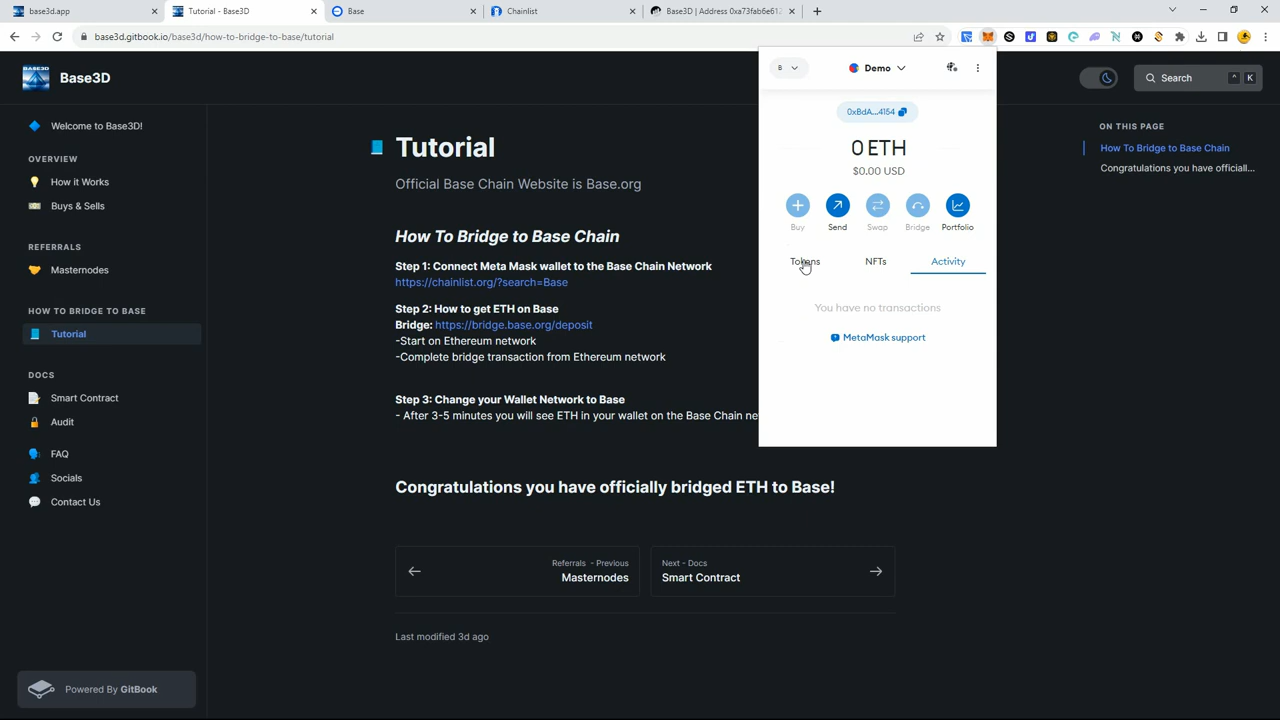 base3d.app
Tutorial - Base3D
Base
Chainlist
Base3D | Address 0xa73fab6e61
base3d.gitbook.io/base3d/how-to-bridge-to-base/tutorial
Base3D
Search
^
K
Welcome to Base3D!
OVERVIEW
How it Works
Buys & Sells
REFERRALS
Masternodes
HOW TO BRIDGE TO BASE
Tutorial
DOCS
Smart Contract
Audit
FAQ
Socials
Contact Us
Powered By GitBook
Tutorial
Official Base Chain Website is Base.org
How To Bridge to Base Chain
Step 1: Connect Meta Mask wallet to the Base Chain Network
https://chainlist.org/?search=Base
Step 2: How to get ETH on Base
Bridge: https://bridge.base.org/deposit
-Start on Ethereum network
-Complete bridge transaction from Ethereum network
Step 3: Change your Wallet Network to Base
- After 3-5 minutes you will see ETH in your wallet on the Base Chain ne
Congratulations you have officially bridged ETH to Base!
Referrals - Previous
Masternodes
Next - Docs
Smart Contract
Last modified 3d ago
B
Demo
0xBdA...4154
0 ETH
$0.00 USD
Buy
Send
Swap
Bridge
Portfolio
Tokens
NFTs
Activity
You have no transactions
MetaMask support
ON THIS PAGE
How To Bridge to Base Chain
Congratulations you have officiall...